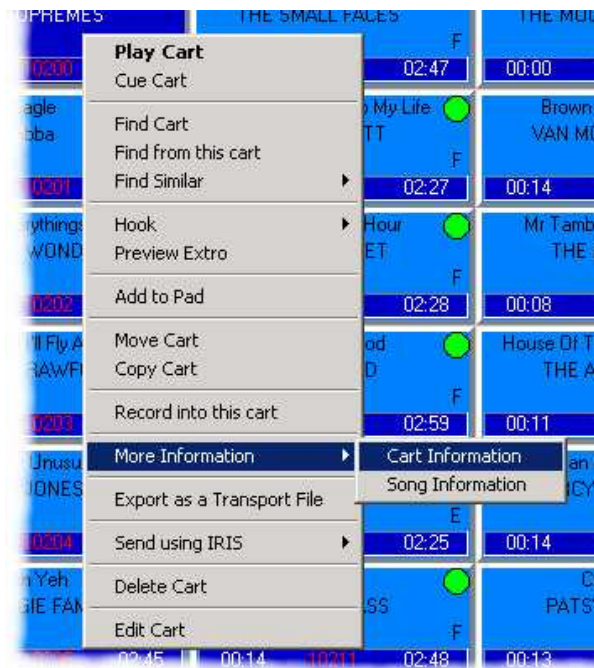 UPREMES THE SMALL FACES THE MOU
F
0200 02:47 00:00
Play Cart
Cue Cart
Find Cart
Find from this cart
Find Similar
Hook
Preview Extro
Add to Pad
Move Cart
Copy Cart
Record into this cart
More Information
Export as a Transport File
Send using IRIS
Delete Cart
Edit Cart
Cart Information
Song Information
agle My Life Brown
bba TT VAN MO
F
0201 02:27 00:14
ythings Hour Mr Tamb
WOND ET THE
F
0202 02:28 00:08
'll Fly A od House Of T
RAWF D THE A
F
0203 02:59 00:11
Unusu an
JONES CY
E
0204 02:25 00:14
n Yeh C
GIE FAM SS PATS
F
02:45 00:14 10211 02:48 00:13